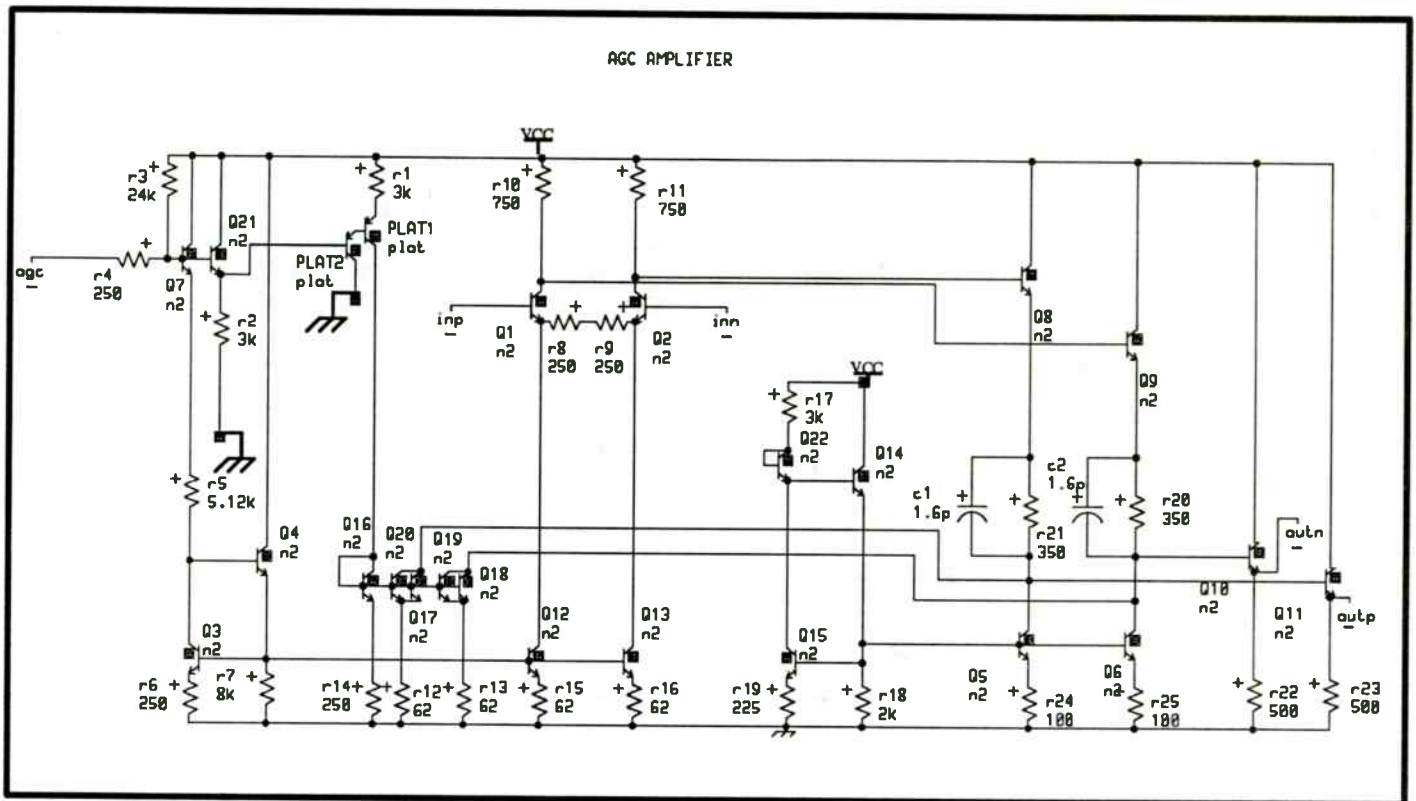 AGC AMPLIFIER
VCC
r3
24k
r1
3k
r10
750
r11
750
Q21
n2
PLAT1
plat
PLAT2
plat
agc
r4
250
Q7
n2
r2
3k
inp
inn
Q1
n2
r8
250
r9
250
Q2
n2
Q8
n2
VCC
Q9
n2
r17
3k
Q22
n2
Q14
n2
r5
5.12k
c1
1.6p
r21
350
c2
1.6p
r20
350
Q16
n2
Q20
n2
Q19
n2
Q4
n2
Q18
n2
Q17
n2
outn
Q10
n2
Q11
n2
outp
Q3
n2
Q12
n2
Q13
n2
Q15
n2
Q5
n2
Q6
n2
r6
250
r7
8k
r14
250
r12
62
r13
62
r15
62
r16
62
r19
225
r18
2k
r24
100
r25
100
r22
500
r23
500